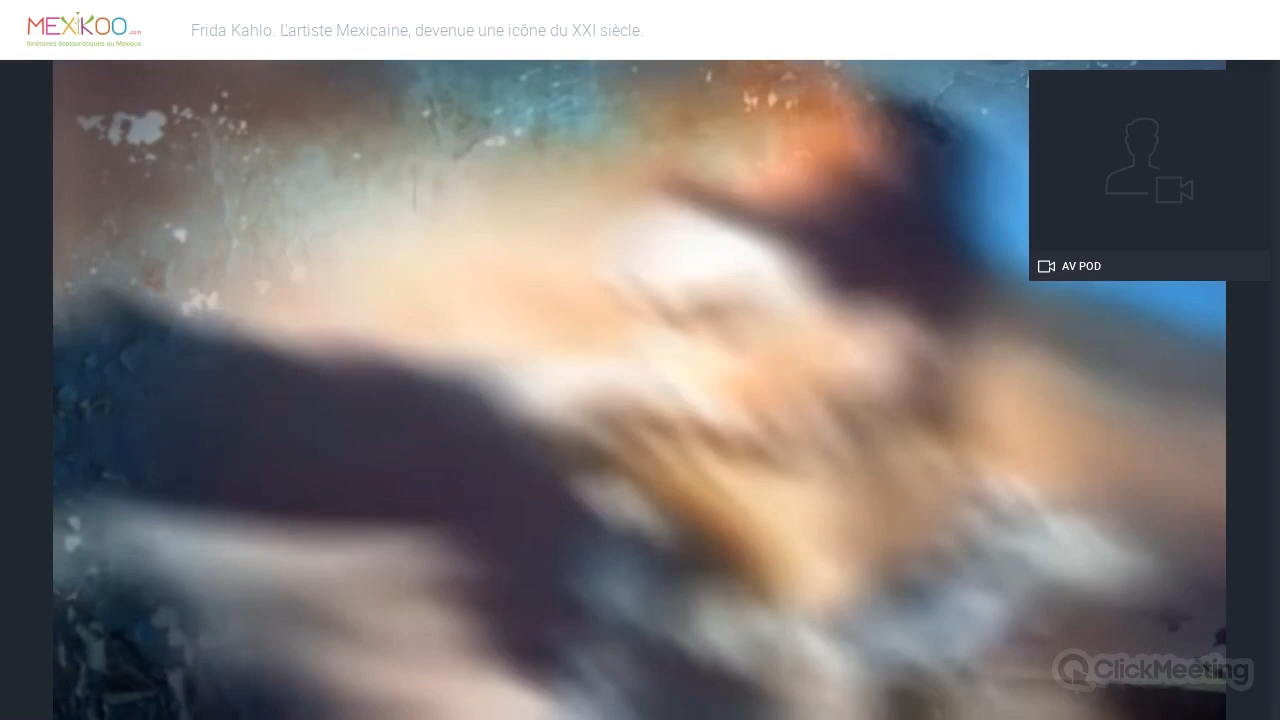 MEXIKOO.com
Itinéraires écotouristiques au Mexique
Frida Kahlo. L'artiste Mexicaine, devenue une icône du XXI siècle.
AV POD
ClickMeeting